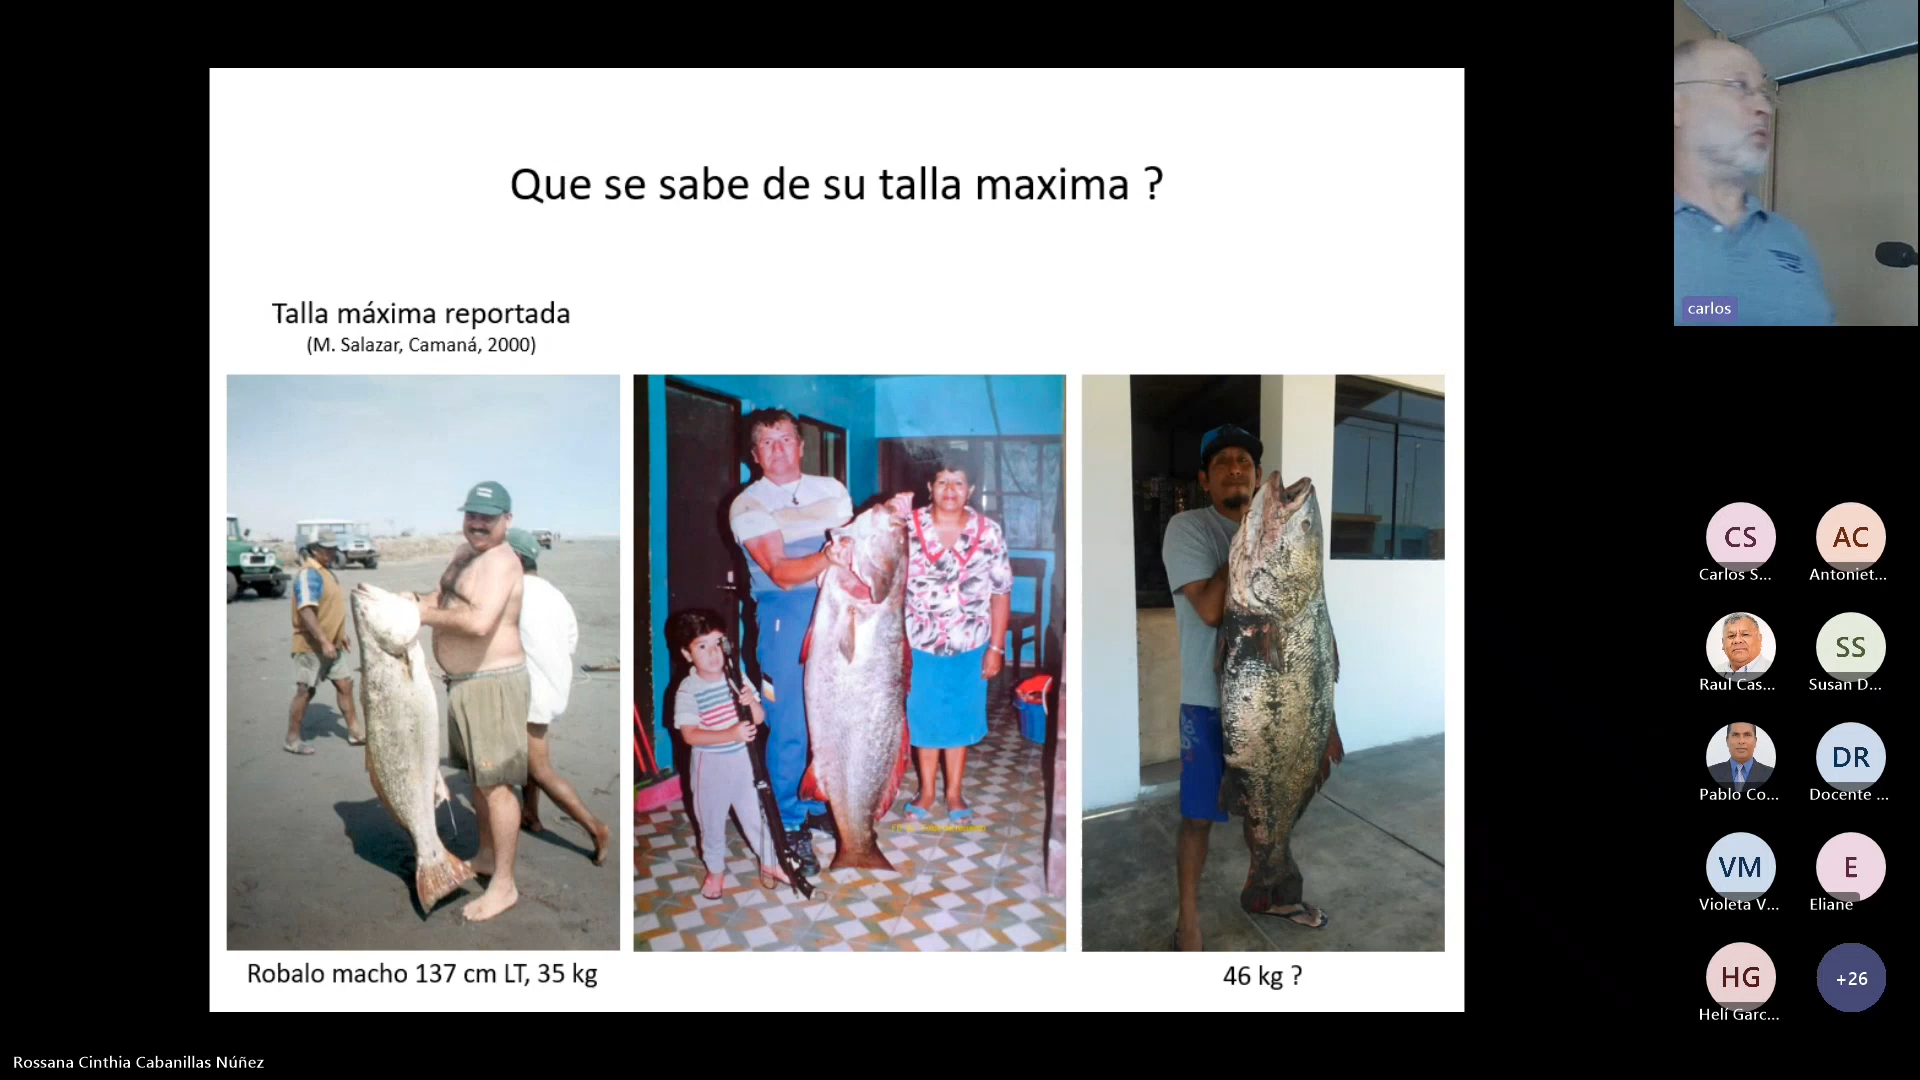 Que se sabe de su talla maxima ?
Talla máxima reportada
(M. Salazar, Camaná, 2000)
Robalo macho 137 cm LT, 35 kg
46 kg ?
carlos
CS
AC
Carlos S...
Antoniet...
SS
Raul Cas...
Susan D...
DR
Pablo Co...
Docente ...
VM
E
Violeta V...
Eliane
HG
+26
Helí Garc...
Rossana Cinthia Cabanillas Núñez